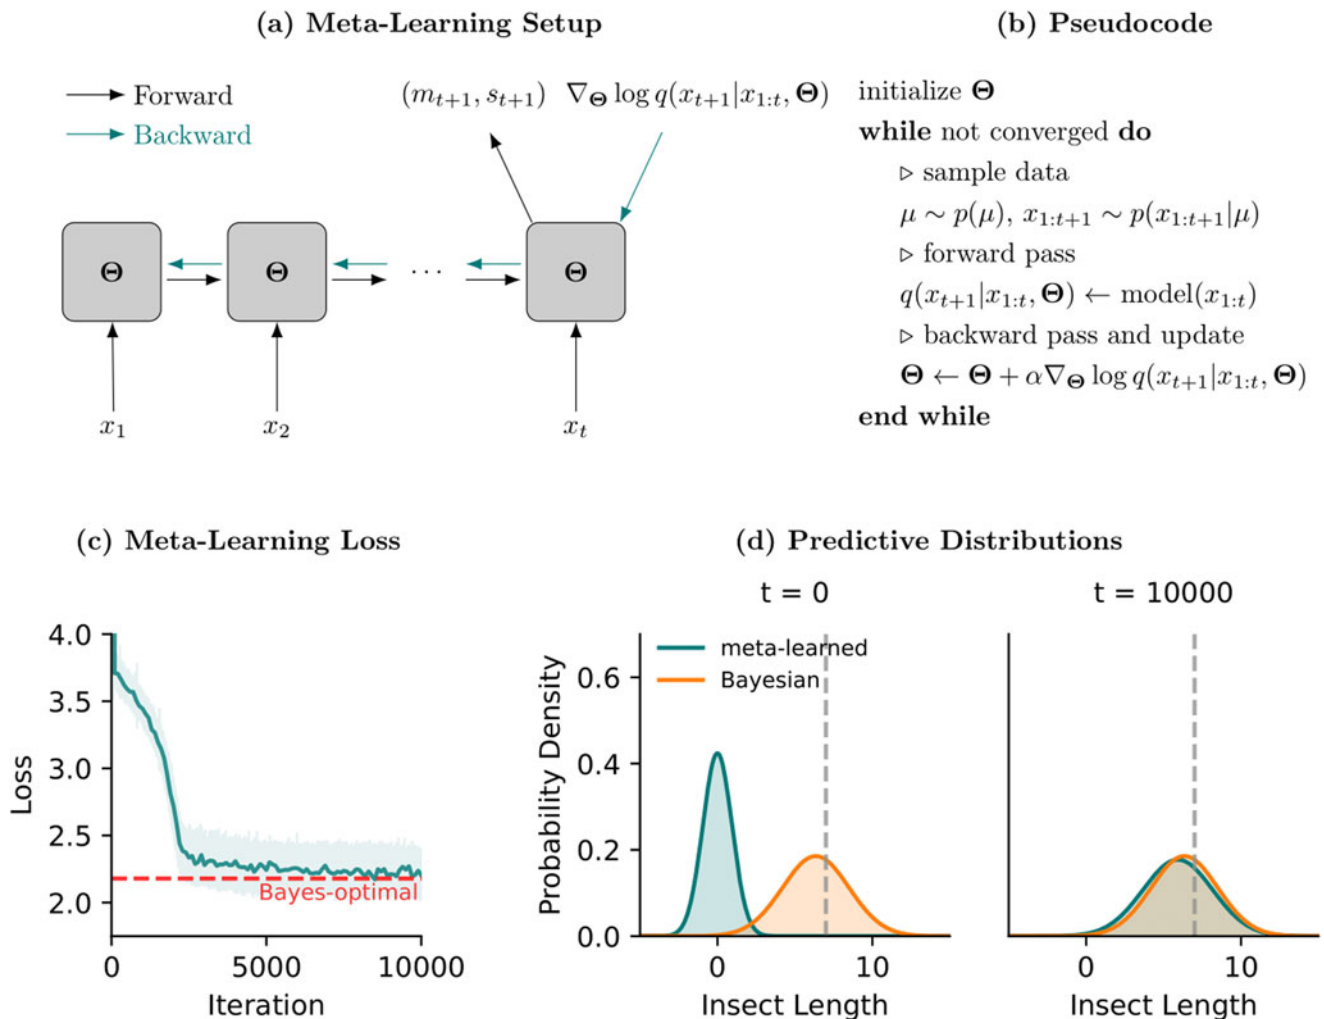 (a) Meta-Learning Setup
Forward
Backward
(m_{t+1}, s_{t+1}) ∇_Θ log q(x_{t+1}|x_{1:t}, Θ)
Θ Θ ··· Θ
x_1 x_2 x_t
(b) Pseudocode
initialize Θ
while not converged do
▷ sample data
μ ∼ p(μ), x_{1:t+1} ∼ p(x_{1:t+1}|μ)
▷ forward pass
q(x_{t+1}|x_{1:t}, Θ) ← model(x_{1:t})
▷ backward pass and update
Θ ← Θ + α∇_Θ log q(x_{t+1}|x_{1:t}, Θ)
end while
(c) Meta-Learning Loss
4.0
3.5
3.0
2.5
2.0
Loss
Bayes-optimal
0 5000 10000
Iteration
(d) Predictive Distributions
t = 0
meta-learned
Bayesian
0.6
0.4
0.2
0.0
Probability Density
0 10
Insect Length
t = 10000
0 10
Insect Length